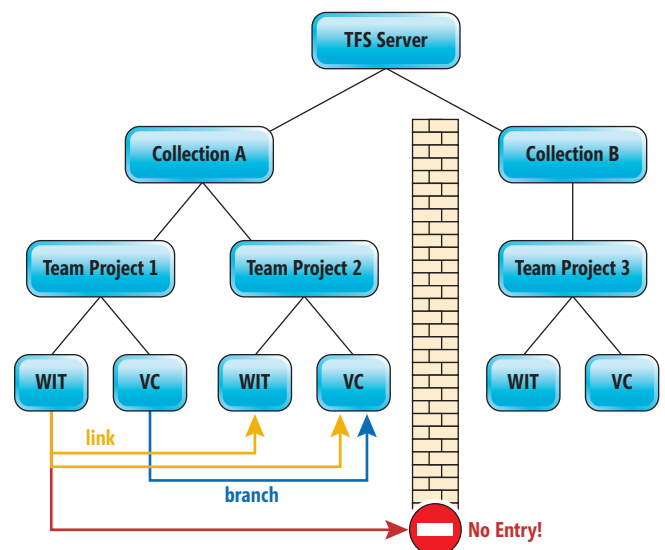 TFS Server
Collection A
Collection B
Team Project 1
Team Project 2
Team Project 3
WIT
VC
WIT
VC
WIT
VC
link
branch
No Entry!